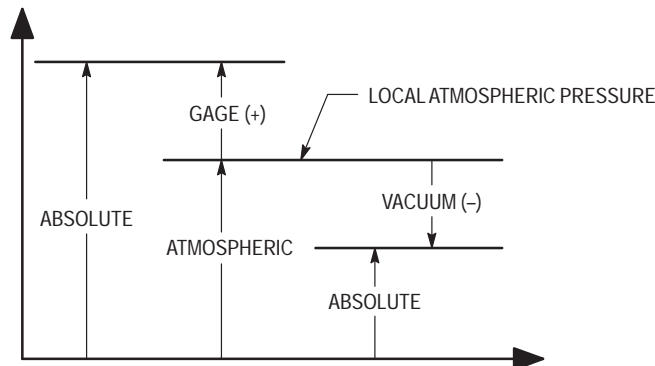 LOCAL ATMOSPHERIC PRESSURE
GAGE (+)
VACUUM (–)
ABSOLUTE
ATMOSPHERIC
ABSOLUTE